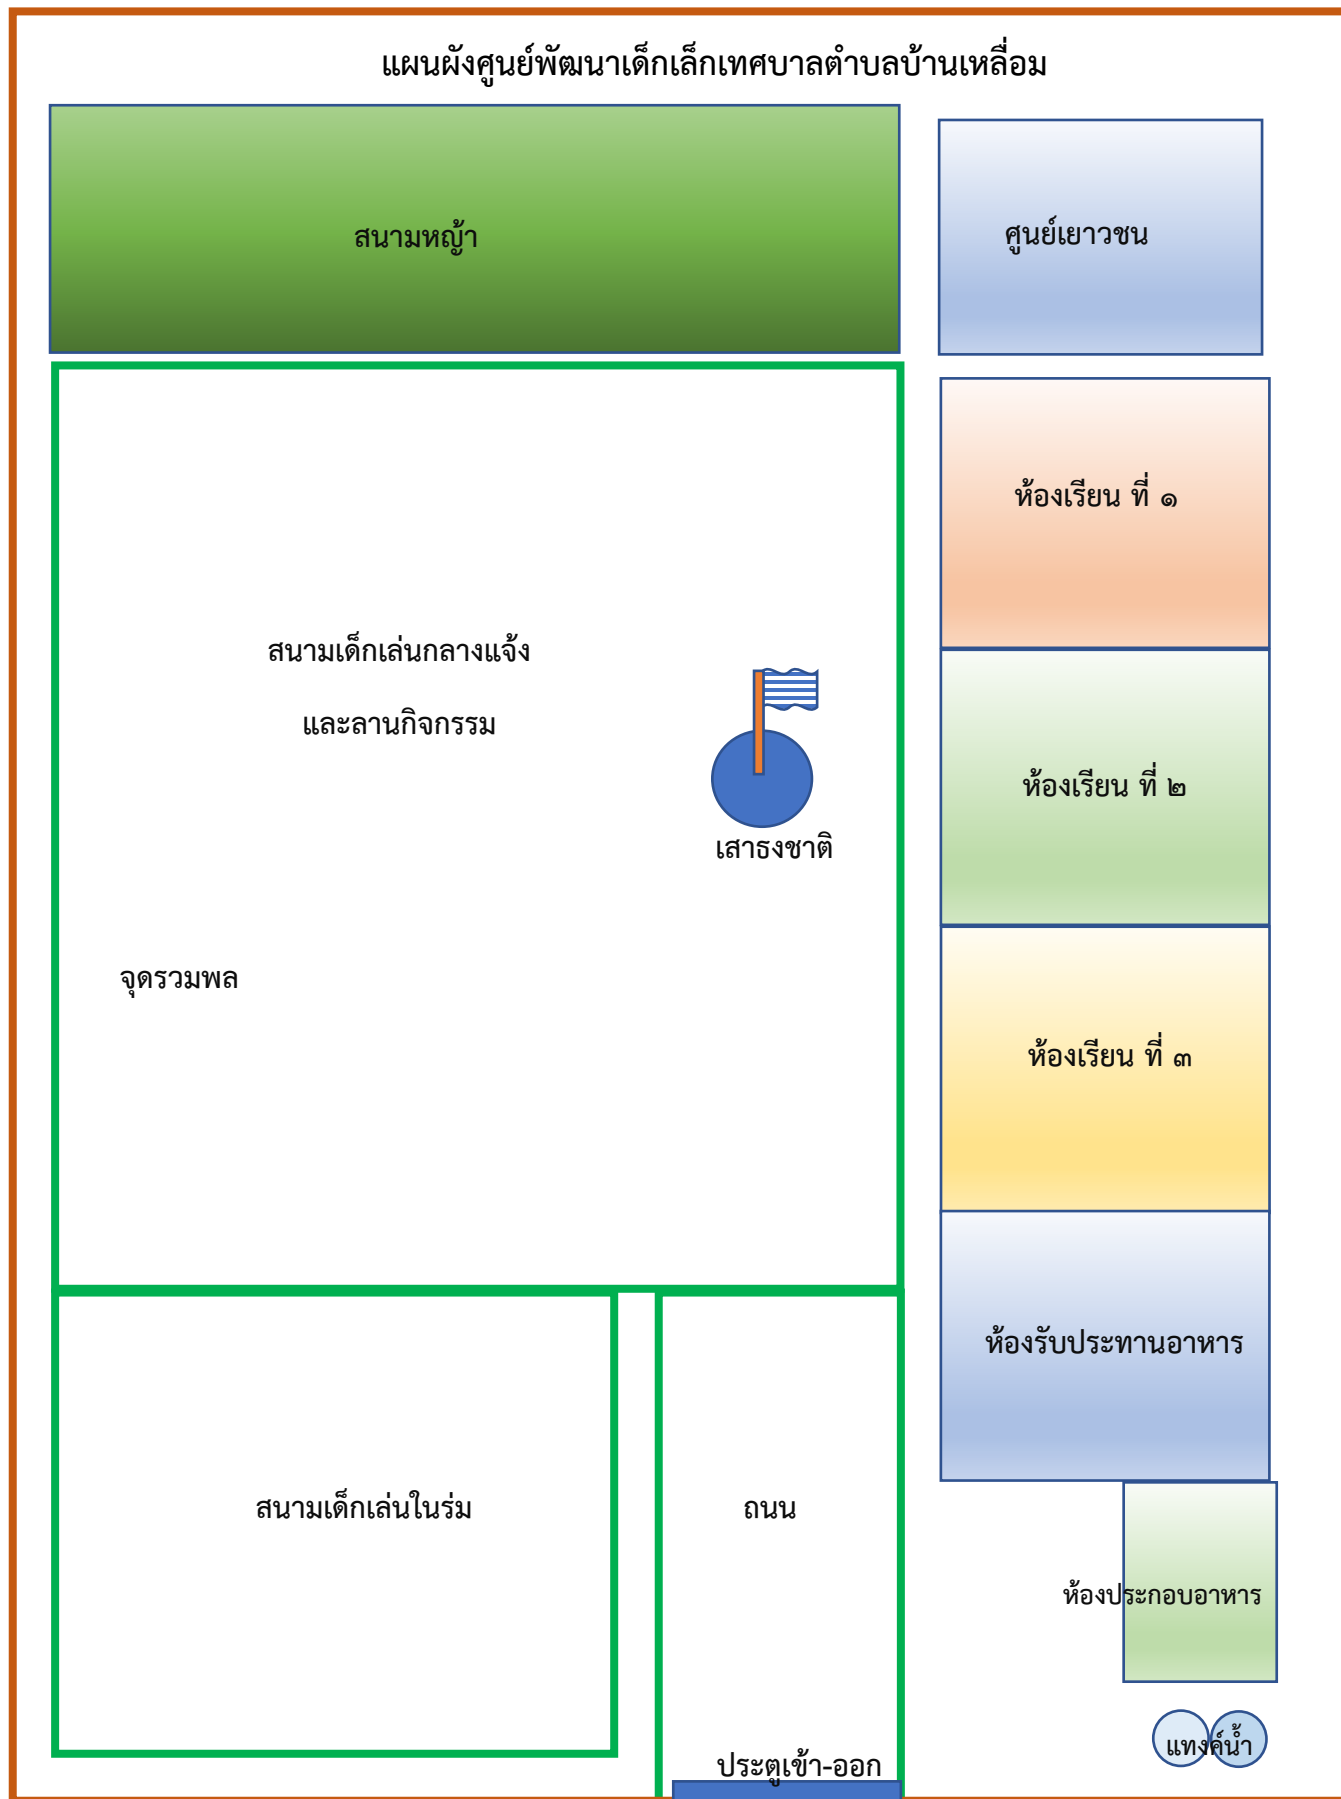 แผนผังศูนย์พัฒนาเด็กเล็กเทศบาลตำบลบ้านเหลื่อม
สนามหญ้า
ศูนย์เยาวชน
ห้องเรียน ที่ ๑
สนามเด็กเล่นกลางแจ้ง
และลานกิจกรรม
ห้องเรียน ที่ ๒
เสาธงชาติ
จุดรวมพล
ห้องเรียน ที่ ๓
ห้องรับประทานอาหาร
สนามเด็กเล่นในร่ม
ถนน
ห้องประกอบอาหาร
แทงค์น้ำ
ประตูเข้า-ออก